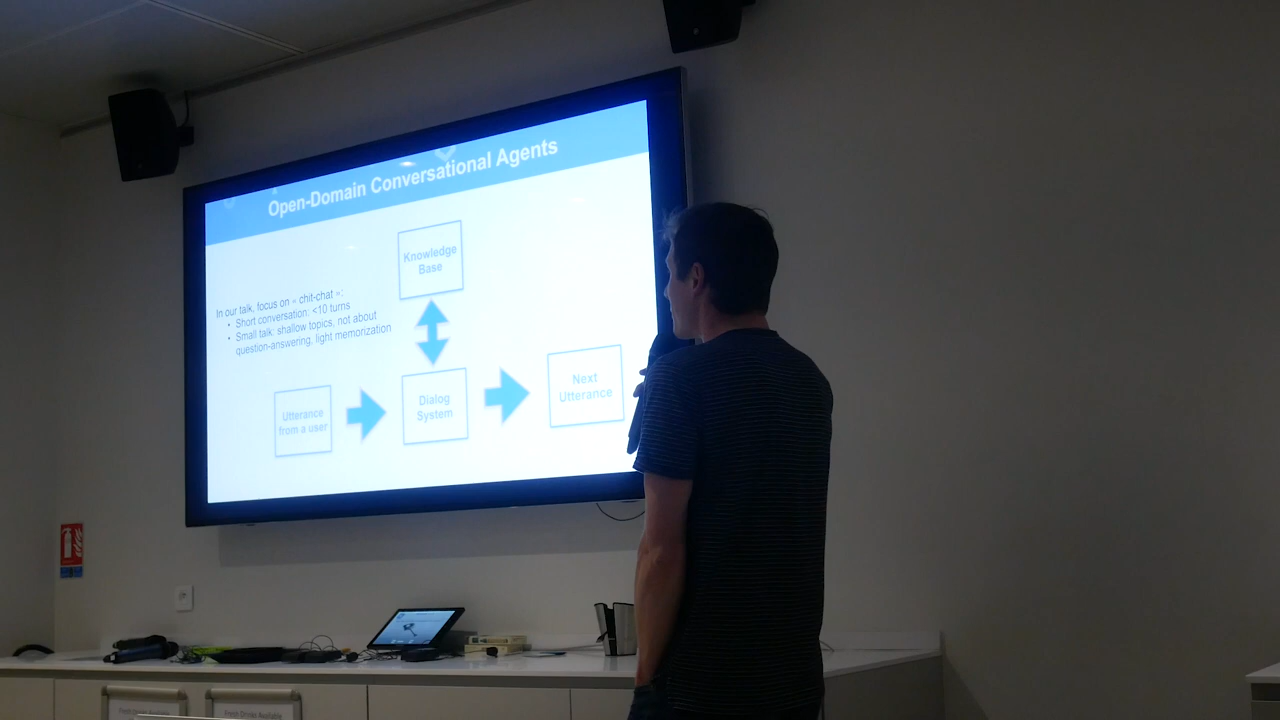 Open-Domain Conversational Agents
Knowledge
Base
In our talk, focus on « chit-chat »:
• Short conversation: <10 turns
• Small talk: shallow topics, not about
question-answering, light memorization
Utterance
from a user
Dialog
System
Next
Utterance